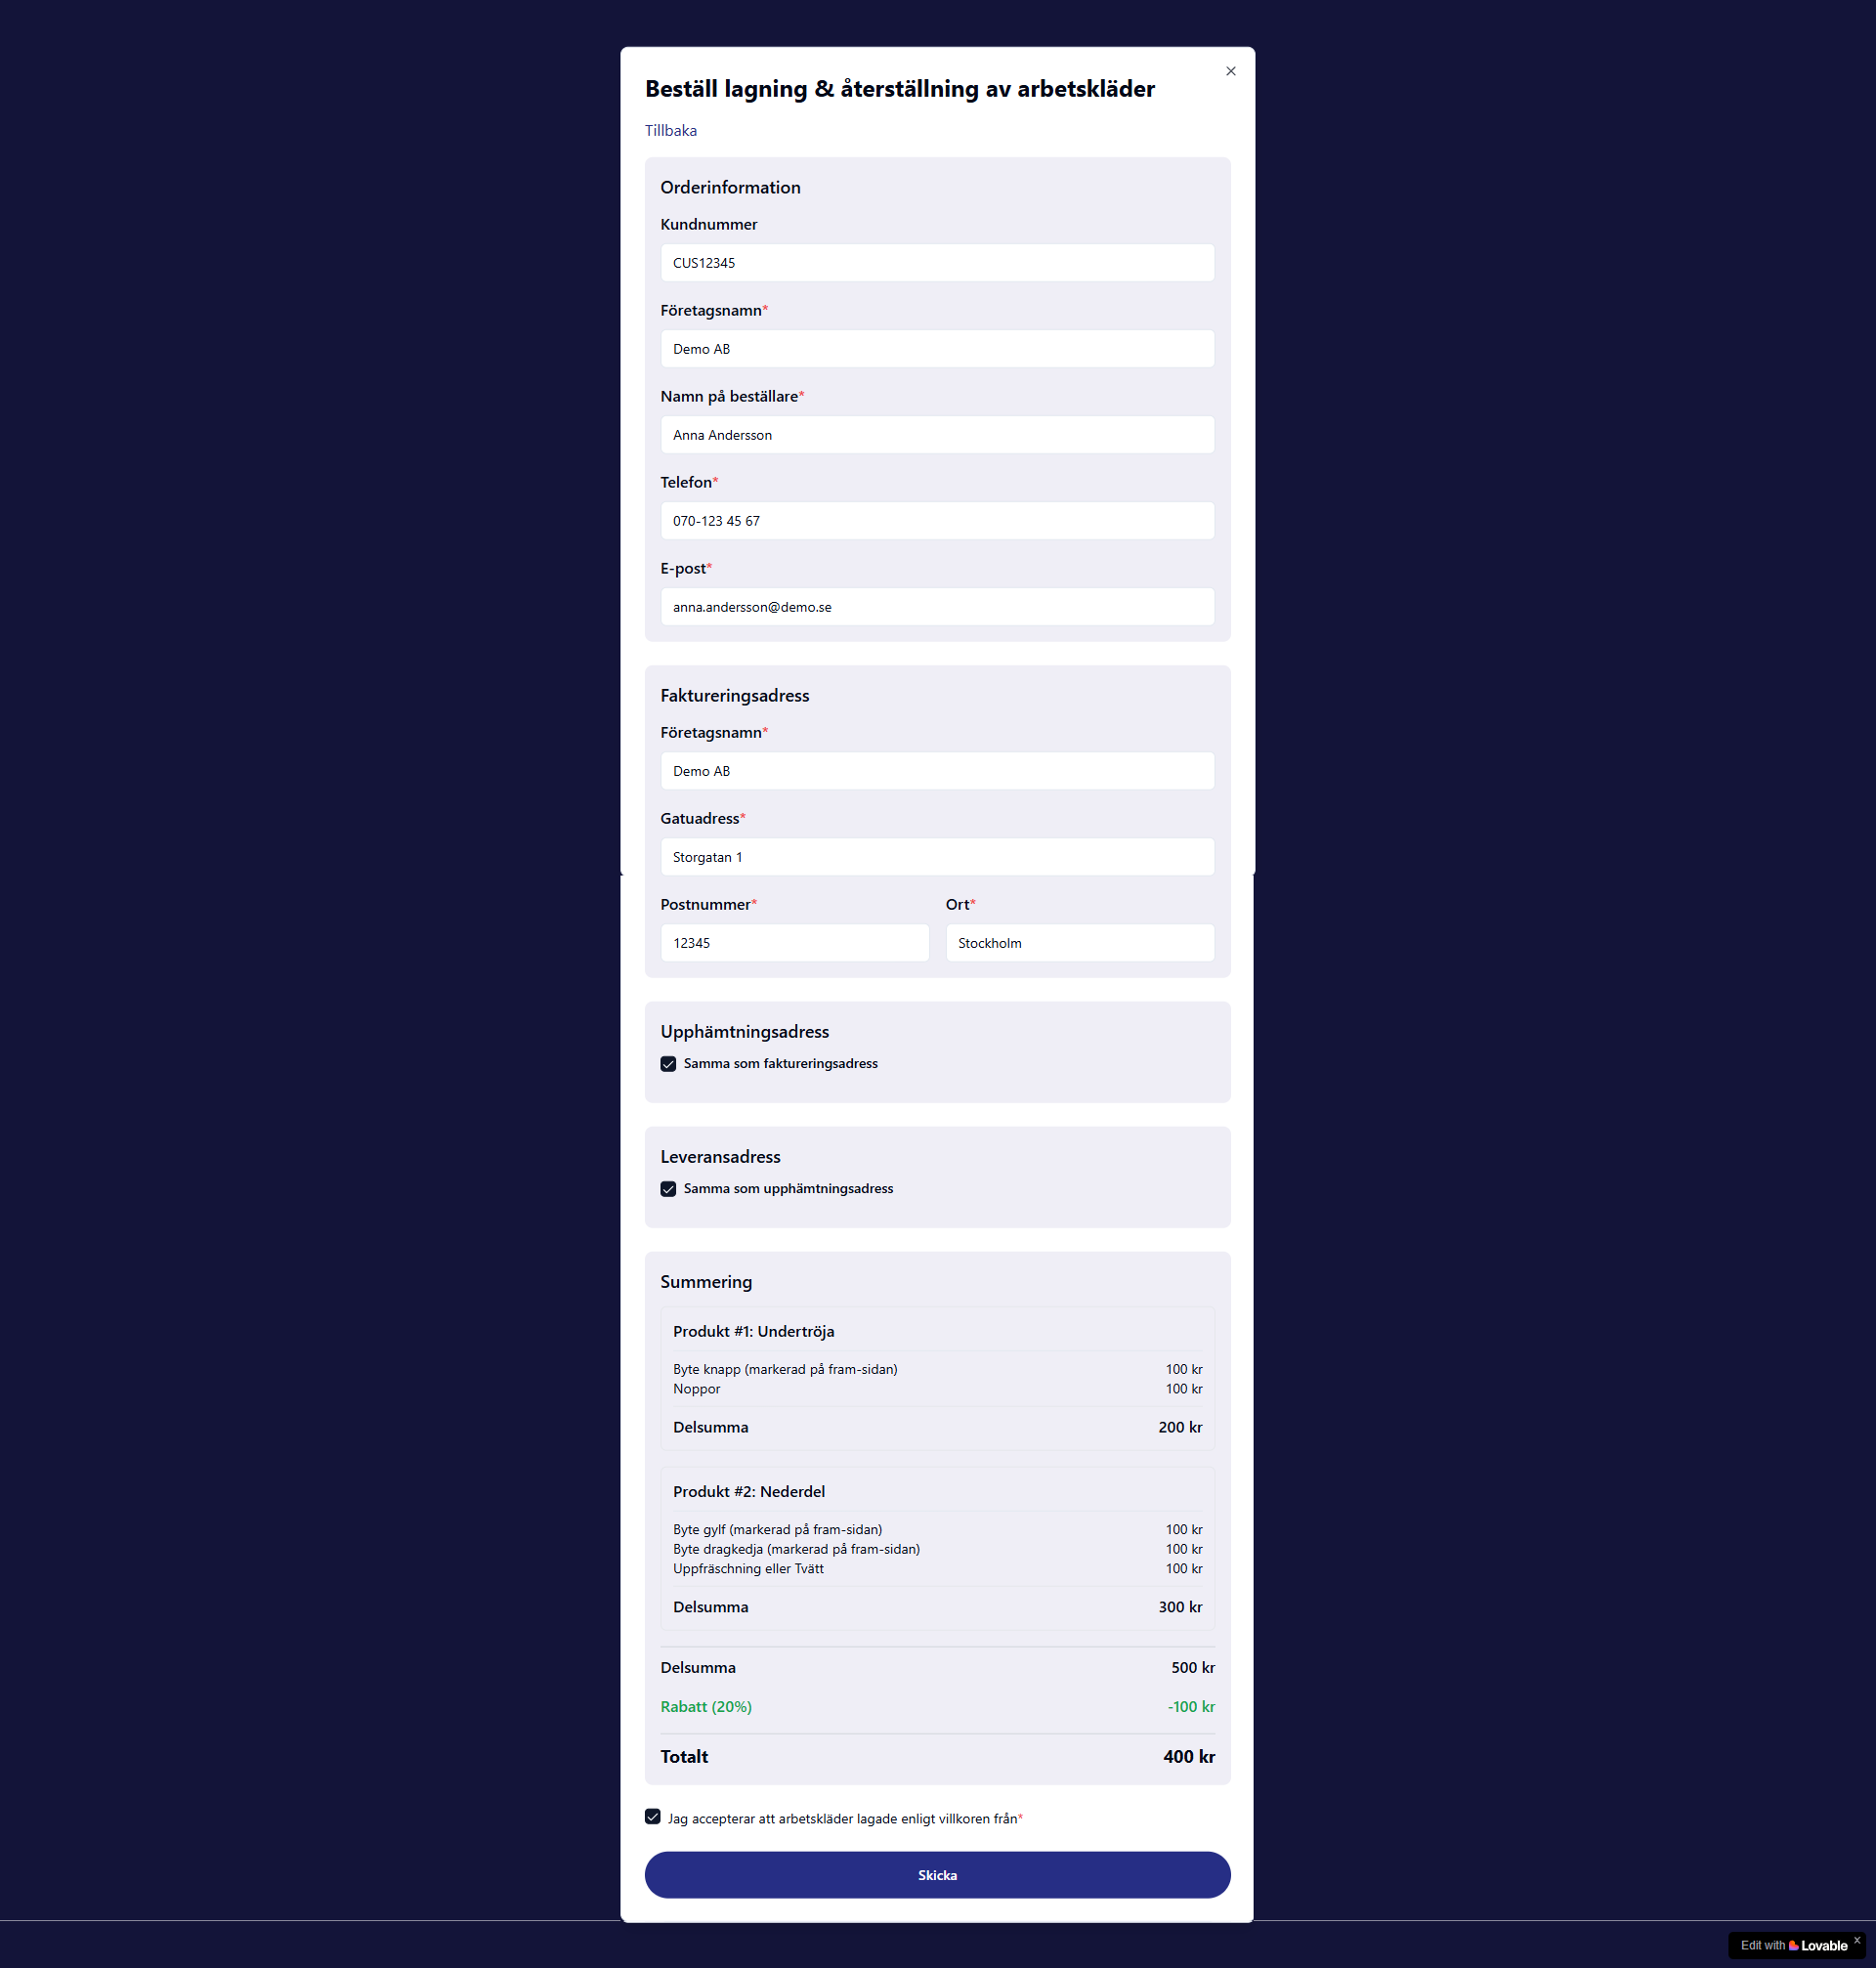 Beställ lagning & återställning av arbetskläder
Tillbaka
Orderinformation
Kundnummer
CUS12345
Företagsnamn*
Demo AB
Namn på beställare*
Anna Andersson
Telefon*
070-123 45 67
E-post*
anna.andersson@demo.se
Faktureringsadress
Företagsnamn*
Demo AB
Gatuadress*
Storgatan 1
Postnummer* Ort*
12345 Stockholm
Upphämtningsadress
Samma som faktureringsadress
Leveransadress
Samma som upphämtningsadress
Summering
Produkt #1: Undertröja
Byte knapp (markerad på fram-sidan) 100 kr
Noppor 100 kr
Delsumma 200 kr
Produkt #2: Nederdel
Byte gylf (markerad på fram-sidan) 100 kr
Byte dragkedja (markerad på fram-sidan) 100 kr
Uppfräschning eller Tvätt 100 kr
Delsumma 300 kr
Delsumma 500 kr
Rabatt (20%) -100 kr
Totalt 400 kr
Jag accepterar att arbetskläder lagade enligt villkoren från*
Skicka
Edit with Lovable